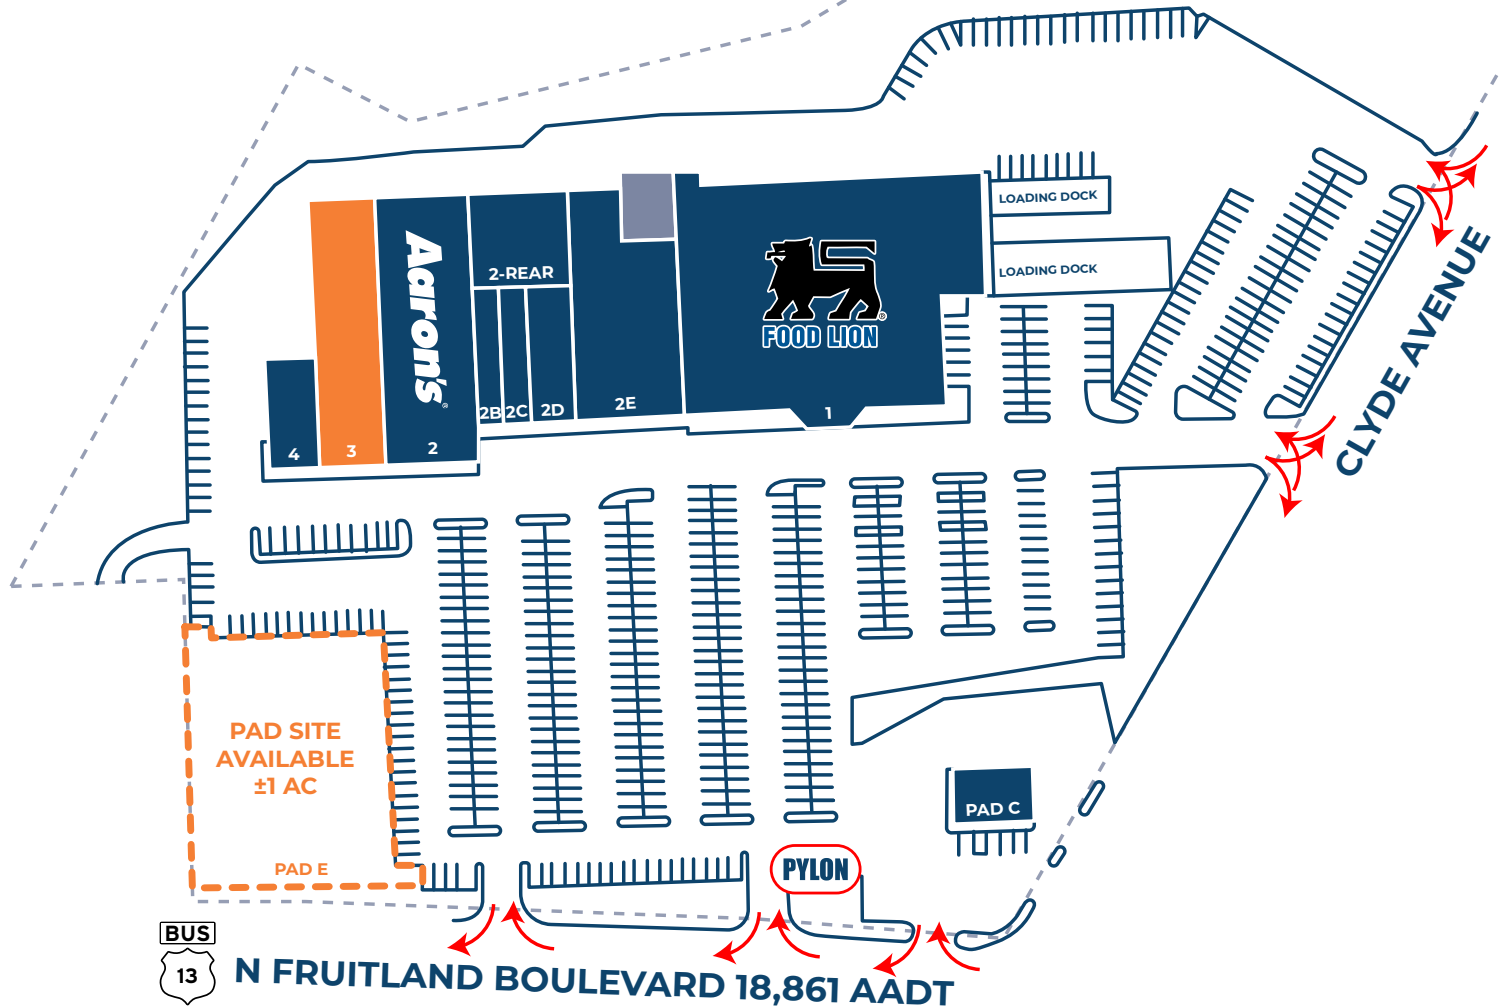 LOADING DOCK
LOADING DOCK
2-REAR
Aaron's®
FOOD LION®
2B
2C
2D
2E
1
4
3
2
CLYDE AVENUE
PAD SITE
AVAILABLE
±1 AC
PAD E
PAD C
PYLON
BUS
13
N FRUITLAND BOULEVARD 18,861 AADT